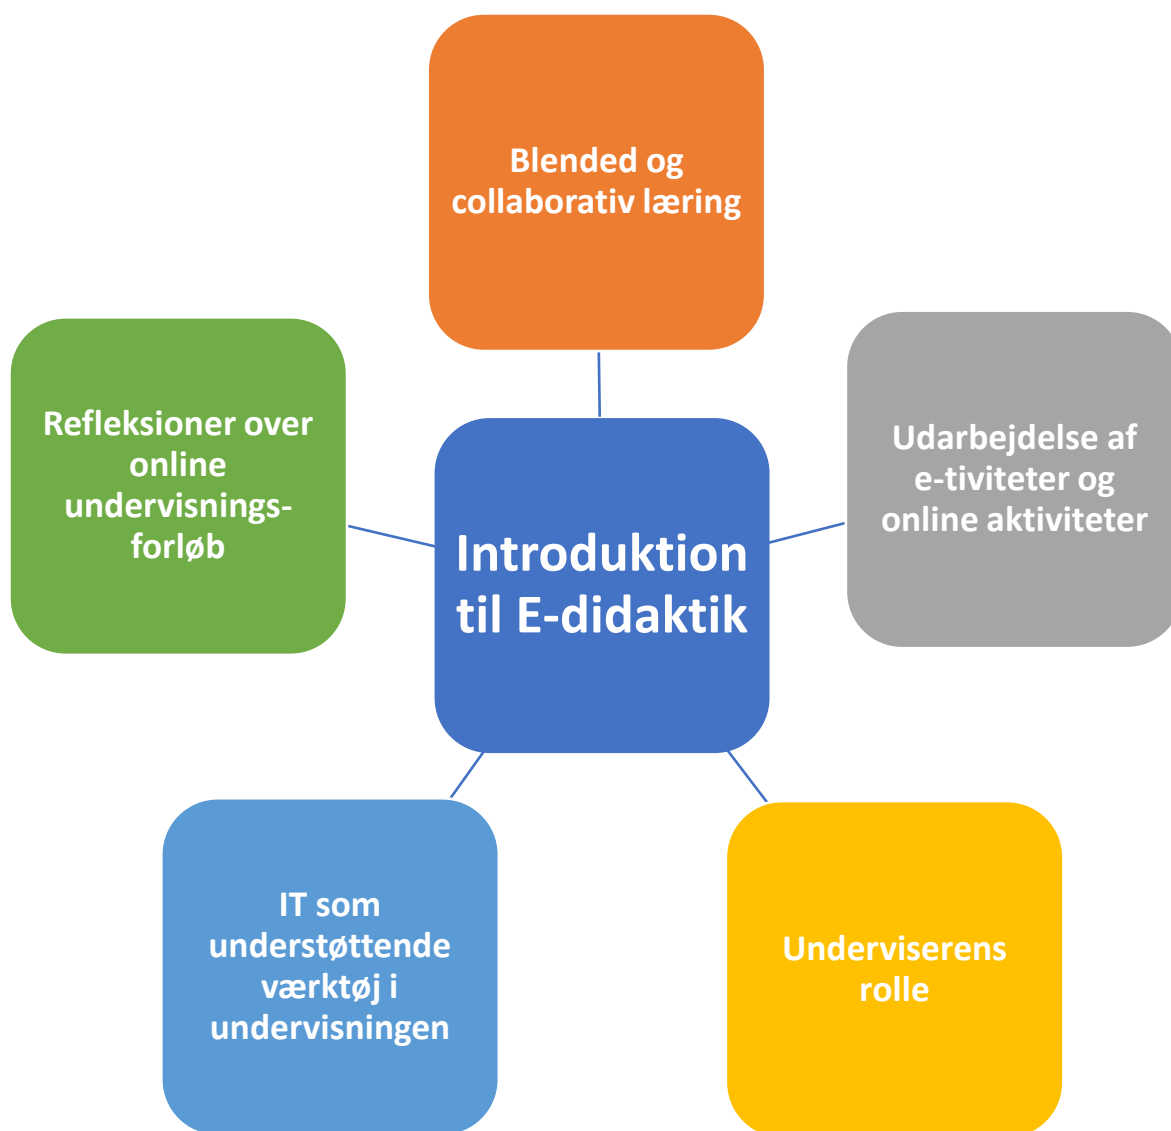 Blended og
collaborativ læring
Refleksioner over
online
undervisnings-
forløb
Udarbejdelse af
e-tiviteter og
online aktiviteter
Introduktion
til E-didaktik
IT som
understøttende
værktøj i
undervisningen
Underviserens
rolle